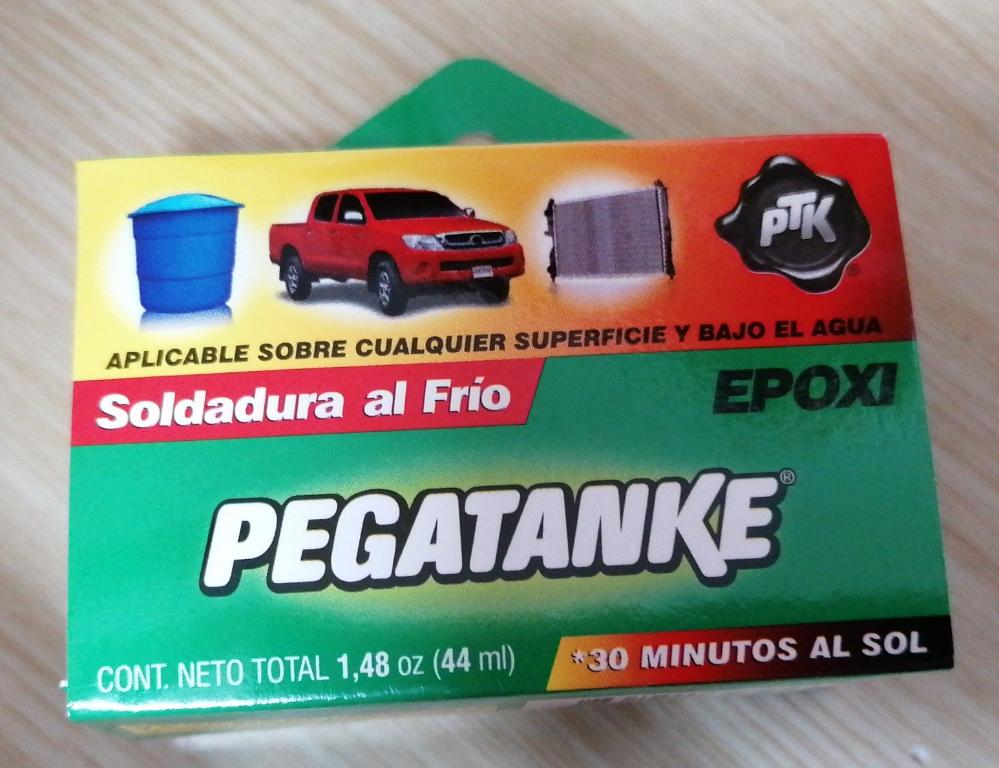 PTK
®
APLICABLE SOBRE CUALQUIER SUPERFICIE Y BAJO EL AGUA
Soldadura al Frío
EPOXI
PEGATANKE®
CONT. NETO TOTAL 1,48 oz (44 ml)
*30 MINUTOS AL SOL